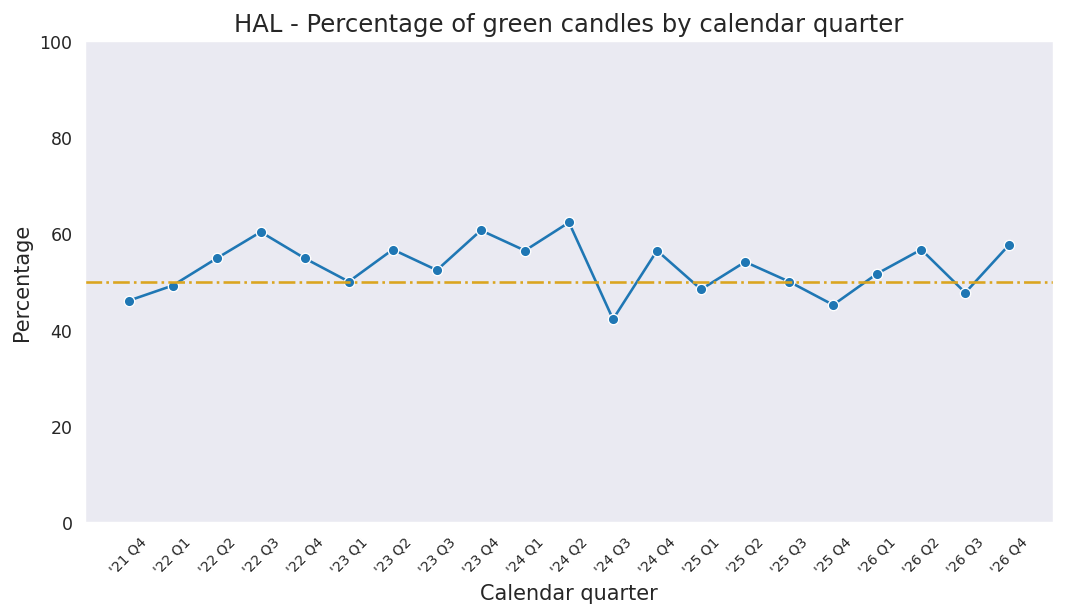 HAL - Percentage of green candles by calendar quarter
100
80
60
40
20
0
Percentage
'21 Q4
'22 Q1
'22 Q2
'22 Q3
'22 Q4
'23 Q1
'23 Q2
'23 Q3
'23 Q4
'24 Q1
'24 Q2
'24 Q3
'24 Q4
'25 Q1
'25 Q2
'25 Q3
'25 Q4
'26 Q1
'26 Q2
'26 Q3
'26 Q4
Calendar quarter